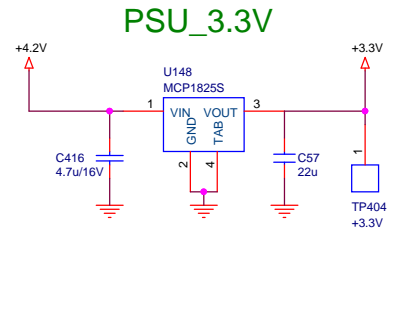 PSU_3.3V
+4.2V
+3.3V
U148
MCP1825S
1
VIN
VOUT
3
GND
TAB
2
4
C416
4.7u/16V
C57
22u
1
TP404
+3.3V